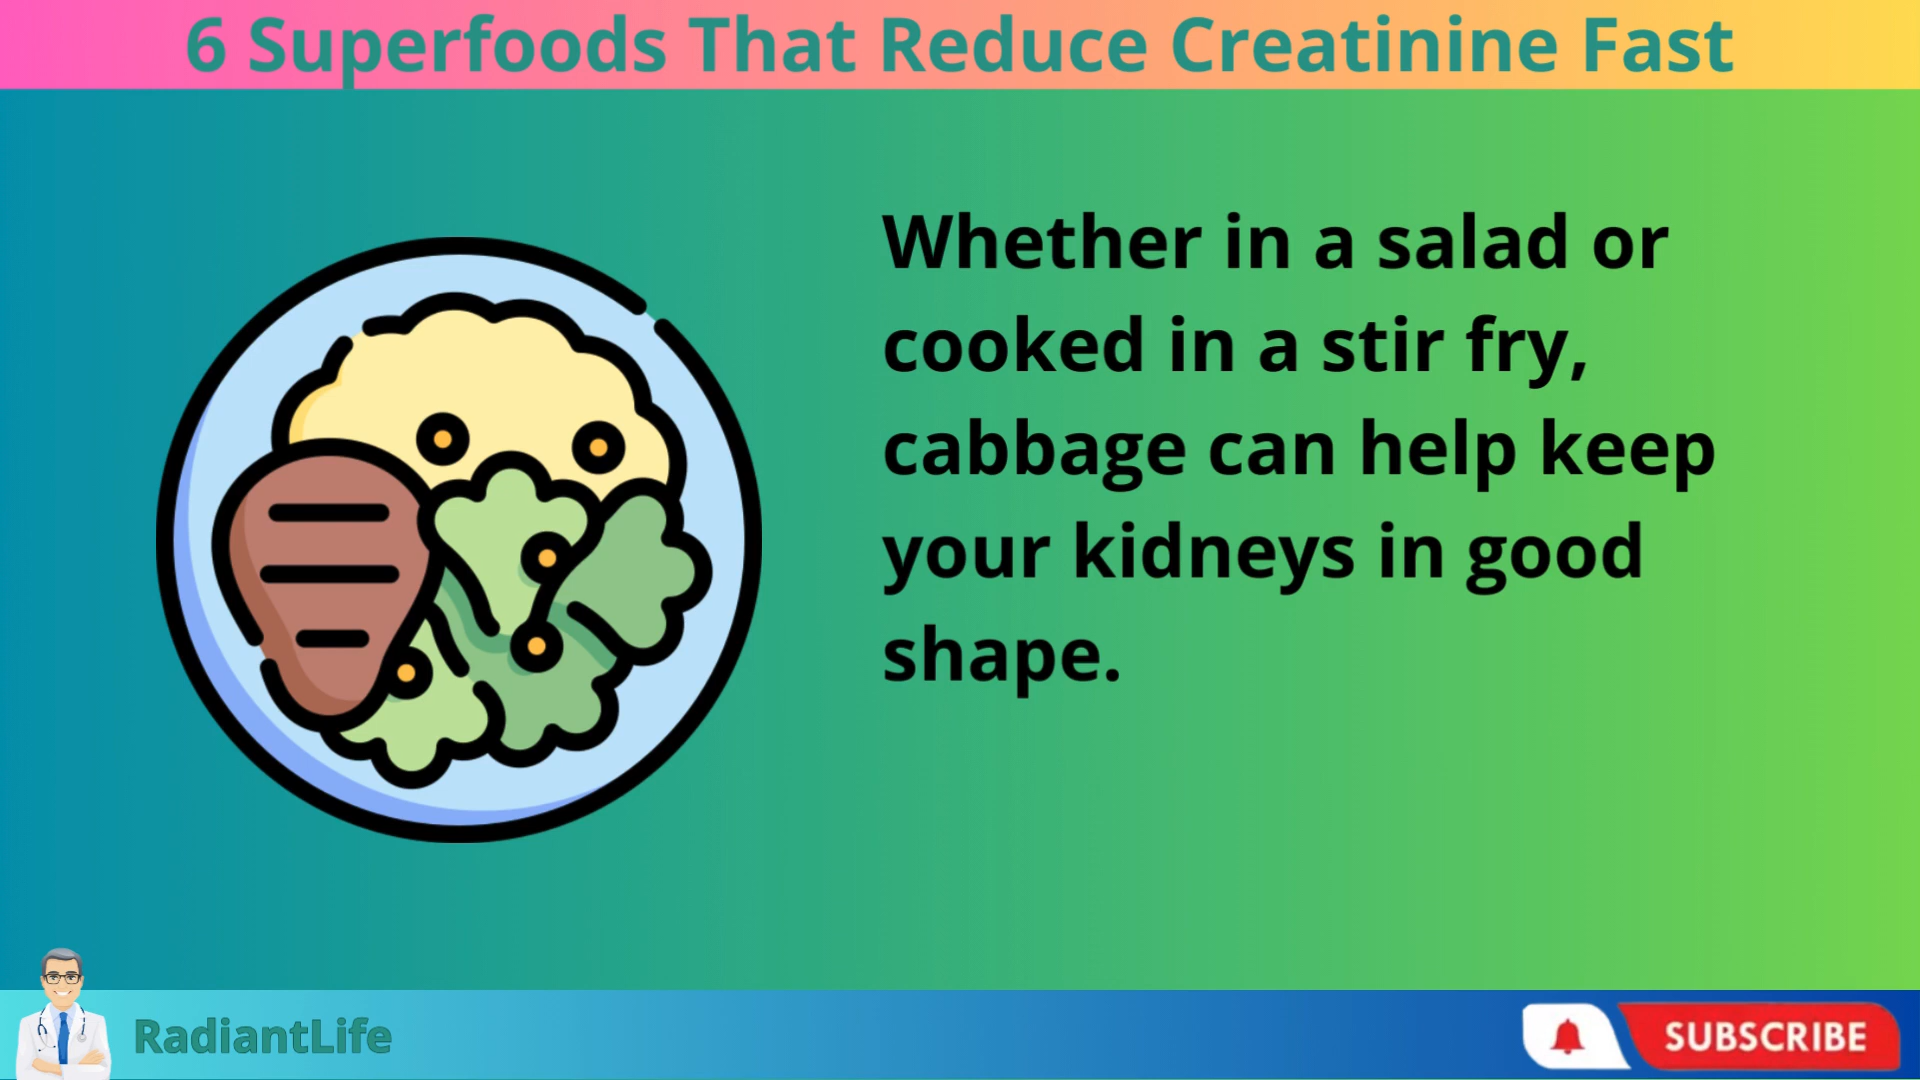 6 Superfoods That Reduce Creatinine Fast
Whether in a salad or
cooked in a stir fry,
cabbage can help keep
your kidneys in good
shape.
RadiantLife
SUBSCRIBE